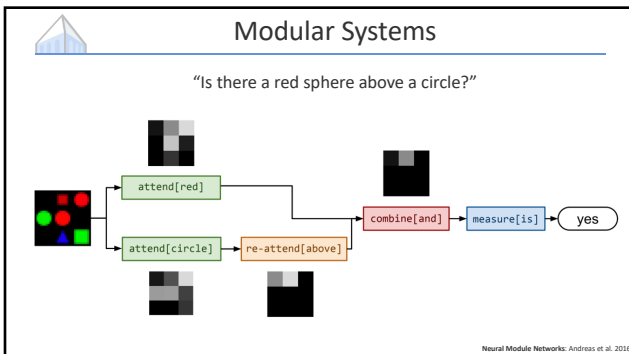 Modular Systems
“Is there a red sphere above a circle?”
attend[red]
combine[and]
measure[is]
yes
attend[circle]
re-attend[above]
Neural Module Networks: Andreas et al. 2016